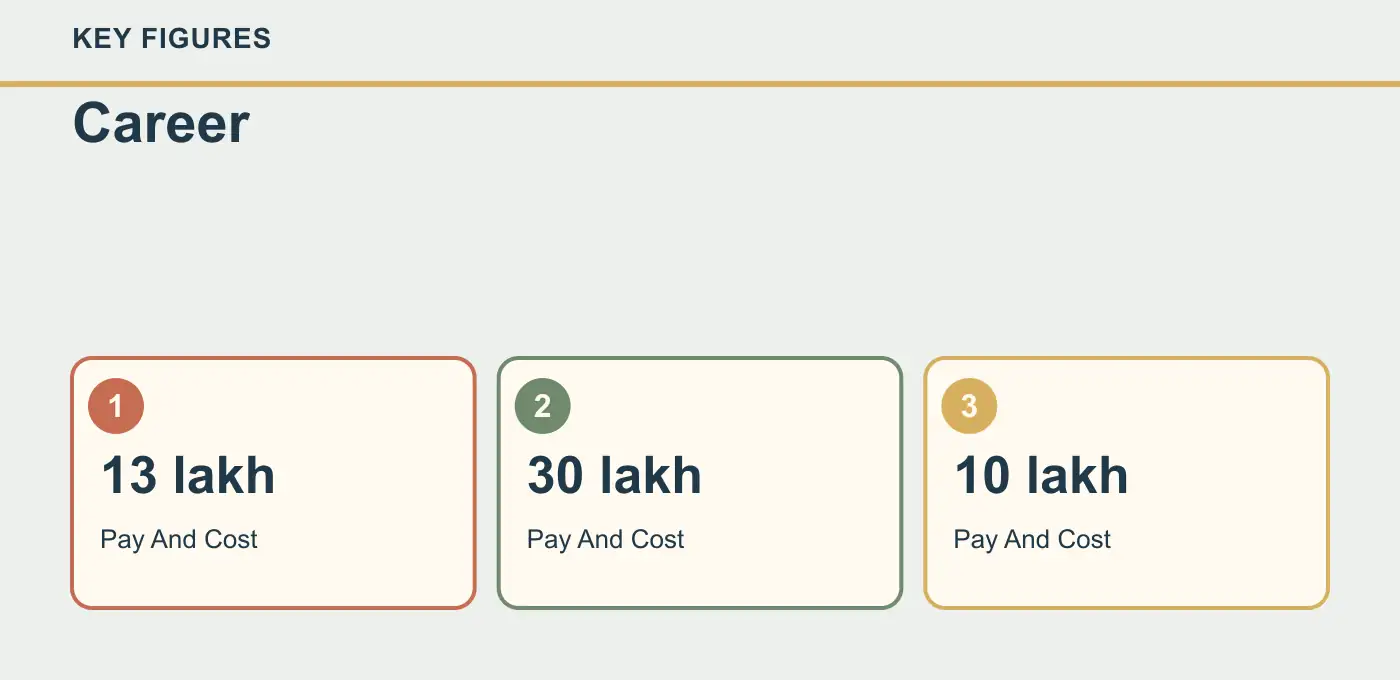 KEY FIGURES
Career
1
13 lakh
Pay And Cost
2
30 lakh
Pay And Cost
3
10 lakh
Pay And Cost